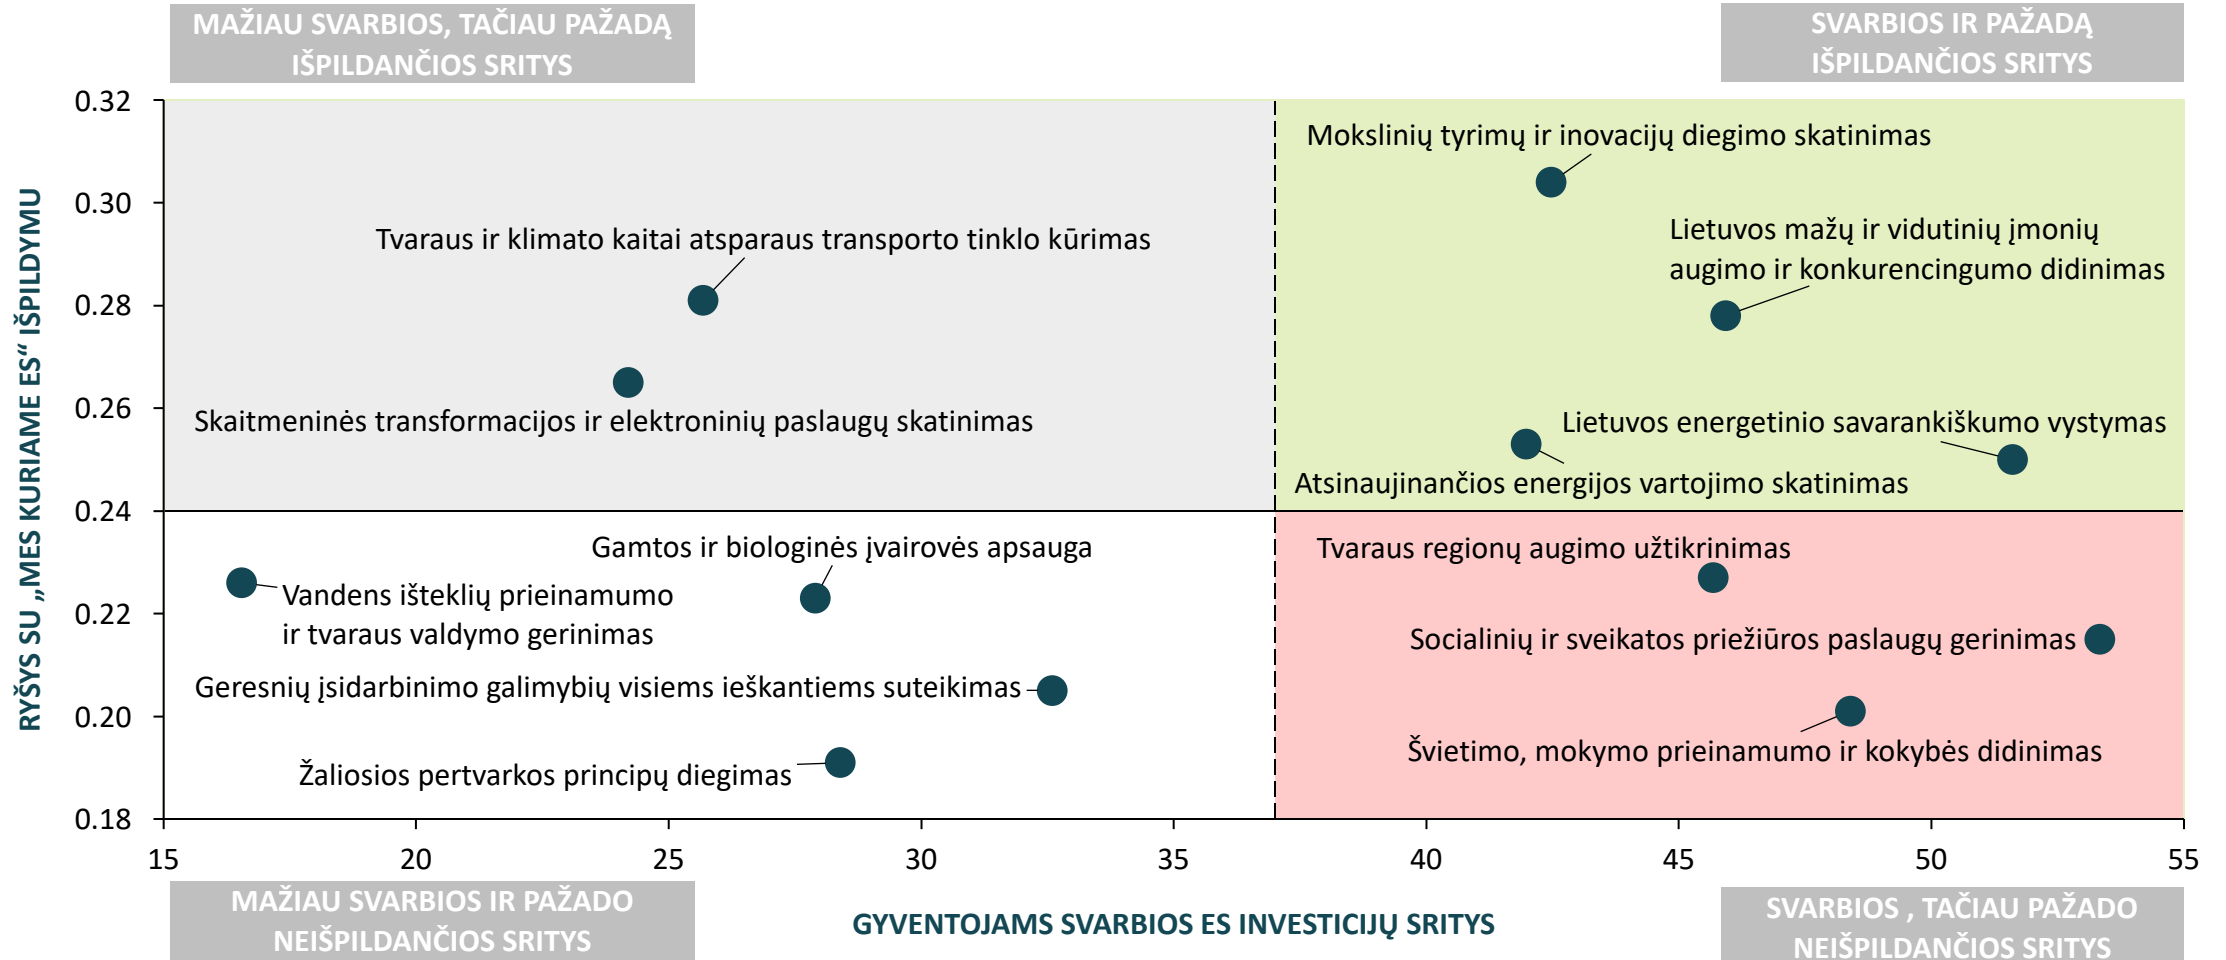 MAŽIAU SVARBIOS, TAČIAU PAŽADĄ
IŠPILDANČIOS SRITYS
SVARBIOS IR PAŽADĄ
IŠPILDANČIOS SRITYS
RYŠYS SU „MES KURIAME ES“ IŠPILDYMU
0.32
0.30
0.28
0.26
0.24
0.22
0.20
0.18
Mokslinių tyrimų ir inovacijų diegimo skatinimas
Lietuvos mažų ir vidutinių įmonių
augimo ir konkurencingumo didinimas
Tvaraus ir klimato kaitai atsparaus transporto tinklo kūrimas
Skaitmeninės transformacijos ir elektroninių paslaugų skatinimas
Lietuvos energetinio savarankiškumo vystymas
Atsinaujinančios energijos vartojimo skatinimas
Gamtos ir biologinės įvairovės apsauga
Tvaraus regionų augimo užtikrinimas
Vandens išteklių prieinamumo
ir tvaraus valdymo gerinimas
Socialinių ir sveikatos priežiūros paslaugų gerinimas
Geresnių įsidarbinimo galimybių visiems ieškantiems suteikimas
Švietimo, mokymo prieinamumo ir kokybės didinimas
Žaliosios pertvarkos principų diegimas
15
20
25
30
35
40
45
50
55
MAŽIAU SVARBIOS IR PAŽADO
NEIŠPILDANČIOS SRITYS
GYVENTOJAMS SVARBIOS ES INVESTICIJŲ SRITYS
SVARBIOS , TAČIAU PAŽADO
NEIŠPILDANČIOS SRITYS